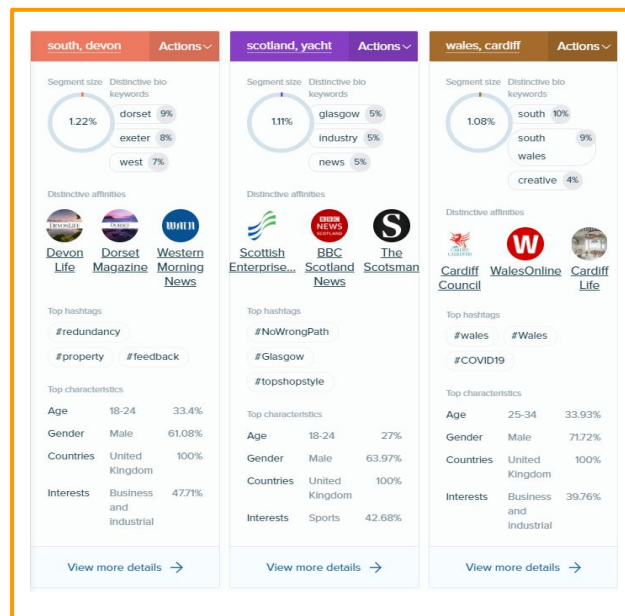 south, devon
Actions
Segment size
Distinctive bio
keywords
1.22%
dorset 9%
exeter 8%
west 7%
Distinctive affinities
DEVON LIFE
DORSET
WMN
Devon
Life
Dorset
Magazine
Western
Morning
News
Top hashtags
#redundancy
#property
#feedback
Top characteristics
Age 18-24 33.4%
Gender Male 61.08%
Countries United 100%
Kingdom
Interests Business 47.71%
and
industrial
View more details →
scotland, yacht
Actions
Segment size
Distinctive bio
keywords
1.11%
glasgow 5%
industry 5%
news 5%
Distinctive affinities
BBC
NEWS
SCOTLAND
S
Scottish
Enterprise...
BBC
Scotland
News
The
Scotsman
Top hashtags
#NoWrongPath
#Glasgow
#topshopstyle
Top characteristics
Age 18-24 27%
Gender Male 63.97%
Countries United 100%
Kingdom
Interests Sports 42.68%
View more details →
wales, cardiff
Actions
Segment size
Distinctive bio
keywords
1.08%
south 10%
south 9%
wales
creative 4%
Distinctive affinities
W
Cardiff
Council
WalesOnline
Cardiff
Life
Top hashtags
#wales
#Wales
#COVID19
Top characteristics
Age 25-34 33.93%
Gender Male 71.72%
Countries United 100%
Kingdom
Interests Business 39.76%
and
industrial
View more details →